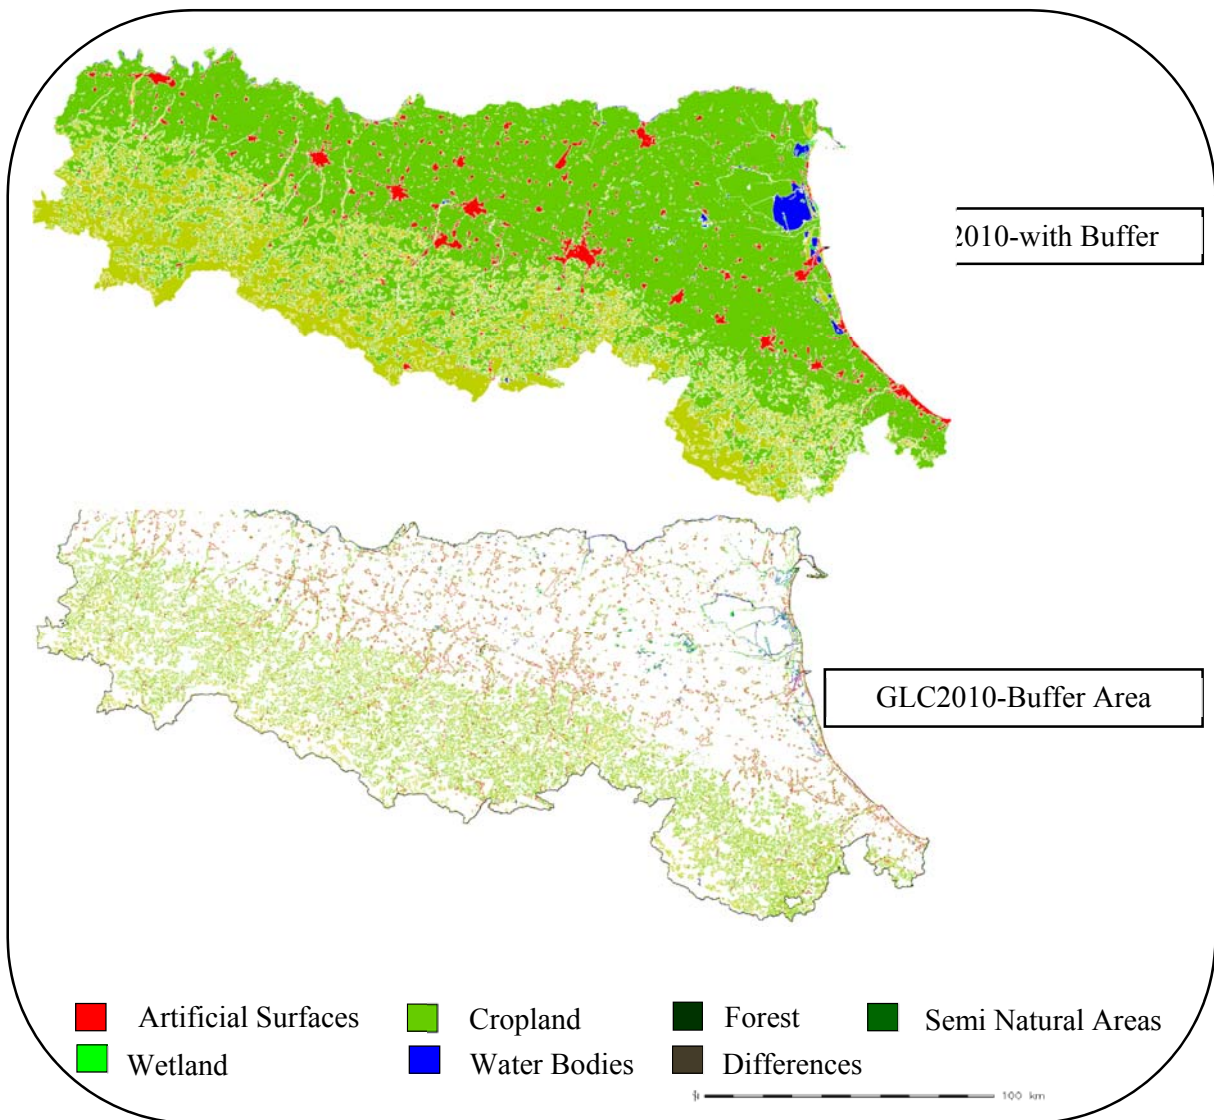 2010-with Buffer
GLC2010-Buffer Area
Artificial Surfaces
Cropland
Forest
Semi Natural Areas
Wetland
Water Bodies
Differences
100 km